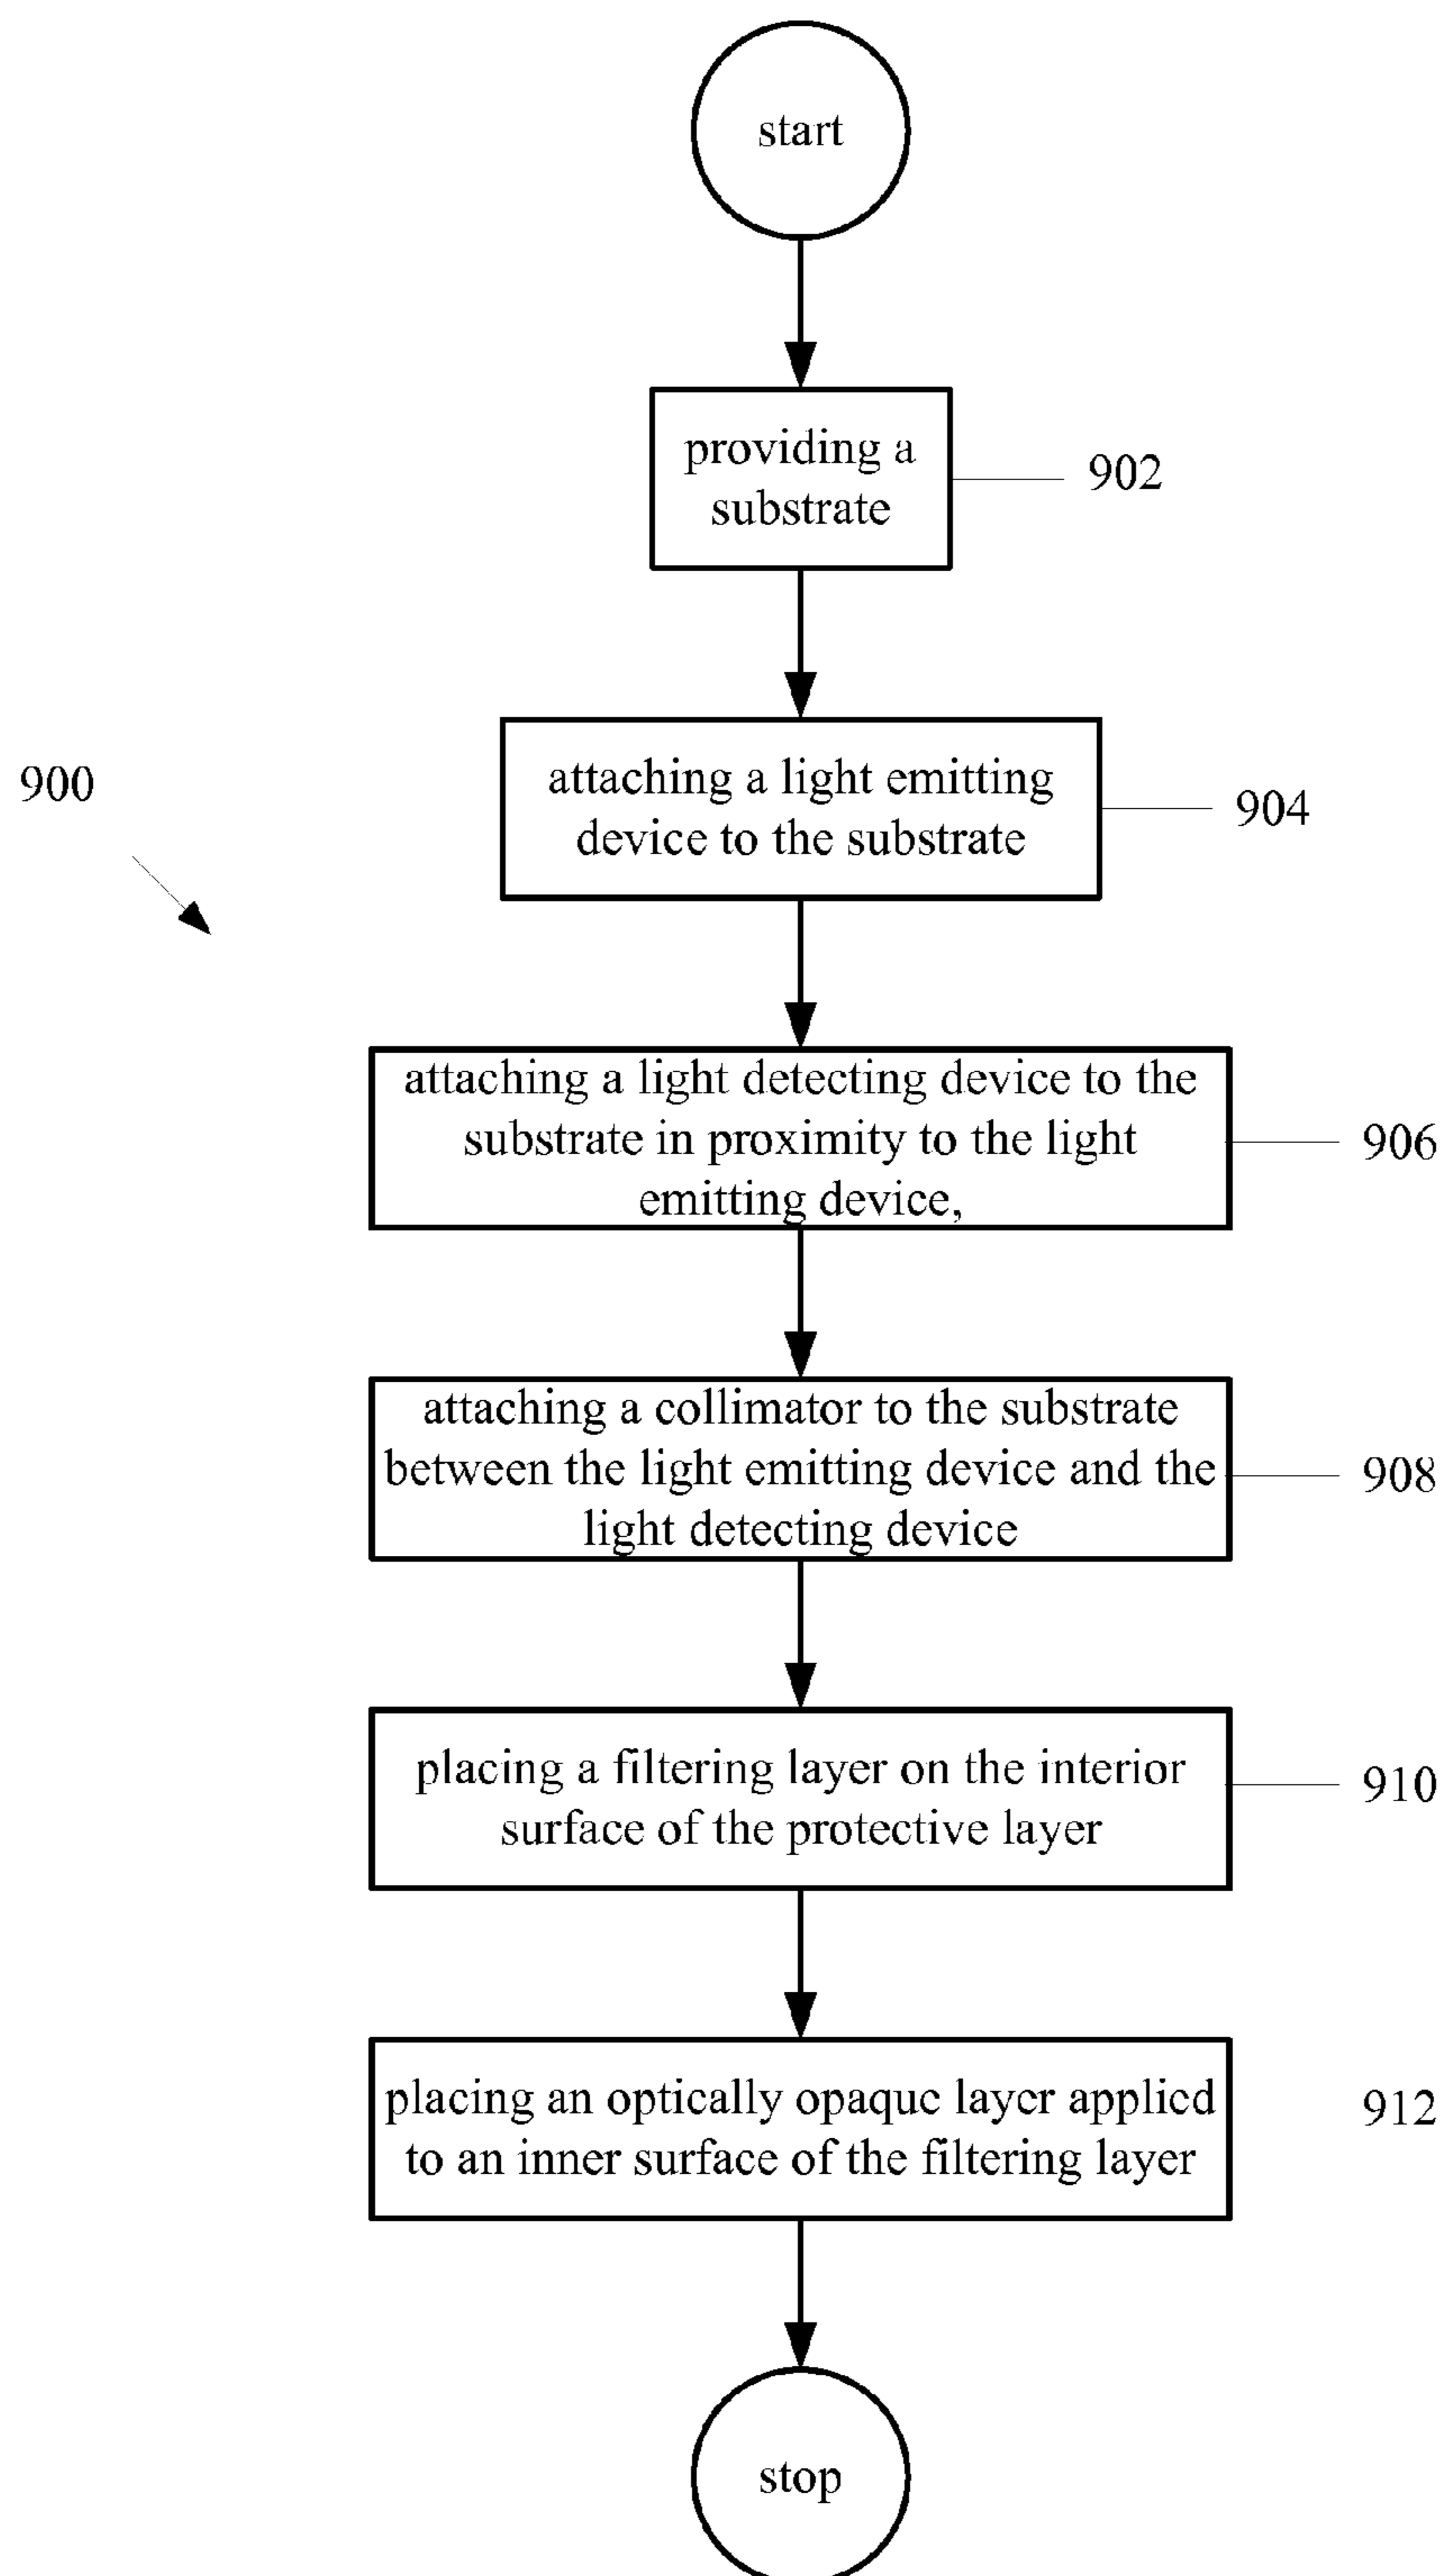 start
providing a
substrate
902
900
attaching a light emitting
device to the substrate
904
attaching a light detecting device to the
substrate in proximity to the light
emitting device,
906
attaching a collimator to the substrate
between the light emitting device and the
light detecting device
908
placing a filtering layer on the interior
surface of the protective layer
910
placing an optically opaque layer applied
to an inner surface of the filtering layer
912
stop